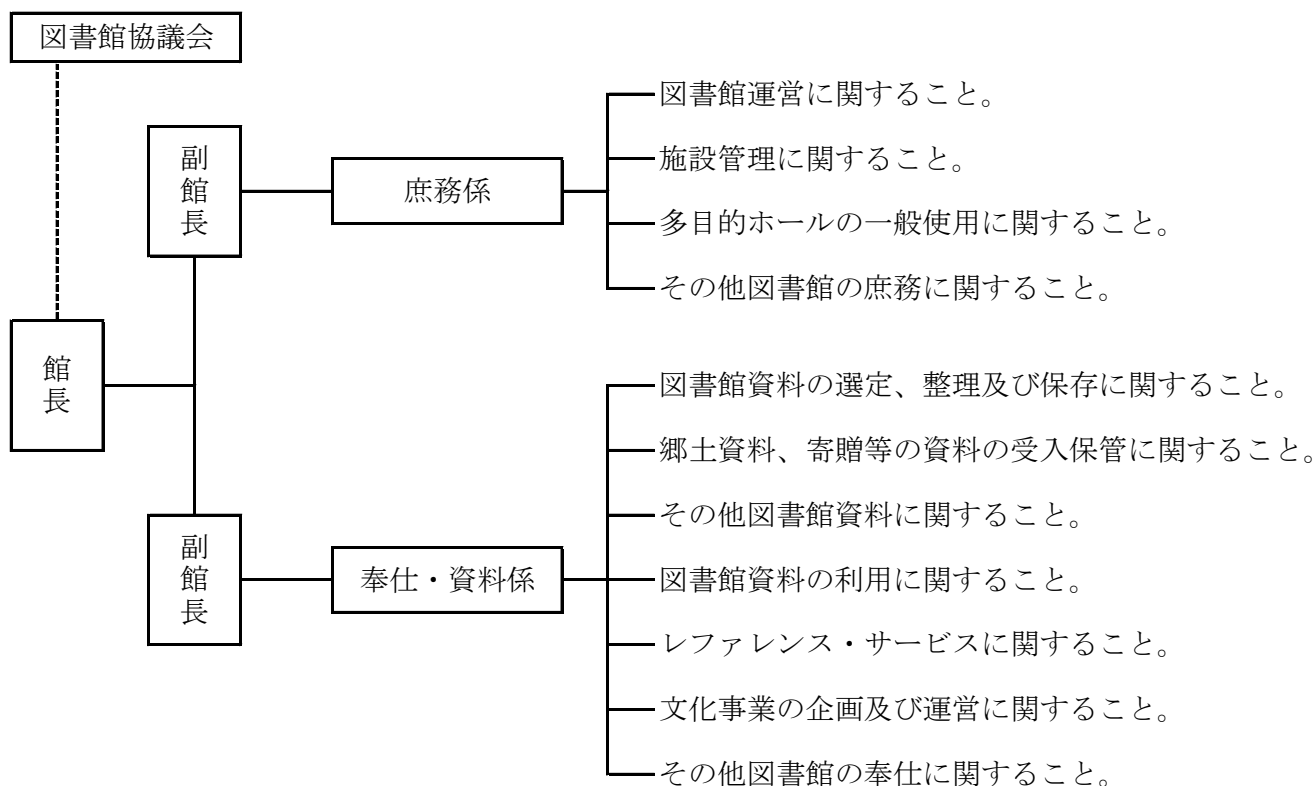 図書館協議会
館長
副館長
庶務係
図書館運営に関すること。
施設管理に関すること。
多目的ホールの一般使用に関すること。
その他図書館の庶務に関すること。
副館長
奉仕・資料係
図書館資料の選定、整理及び保存に関すること。
郷土資料、寄贈等の資料の受入保管に関すること。
その他図書館資料に関すること。
図書館資料の利用に関すること。
レファレンス・サービスに関すること。
文化事業の企画及び運営に関すること。
その他図書館の奉仕に関すること。